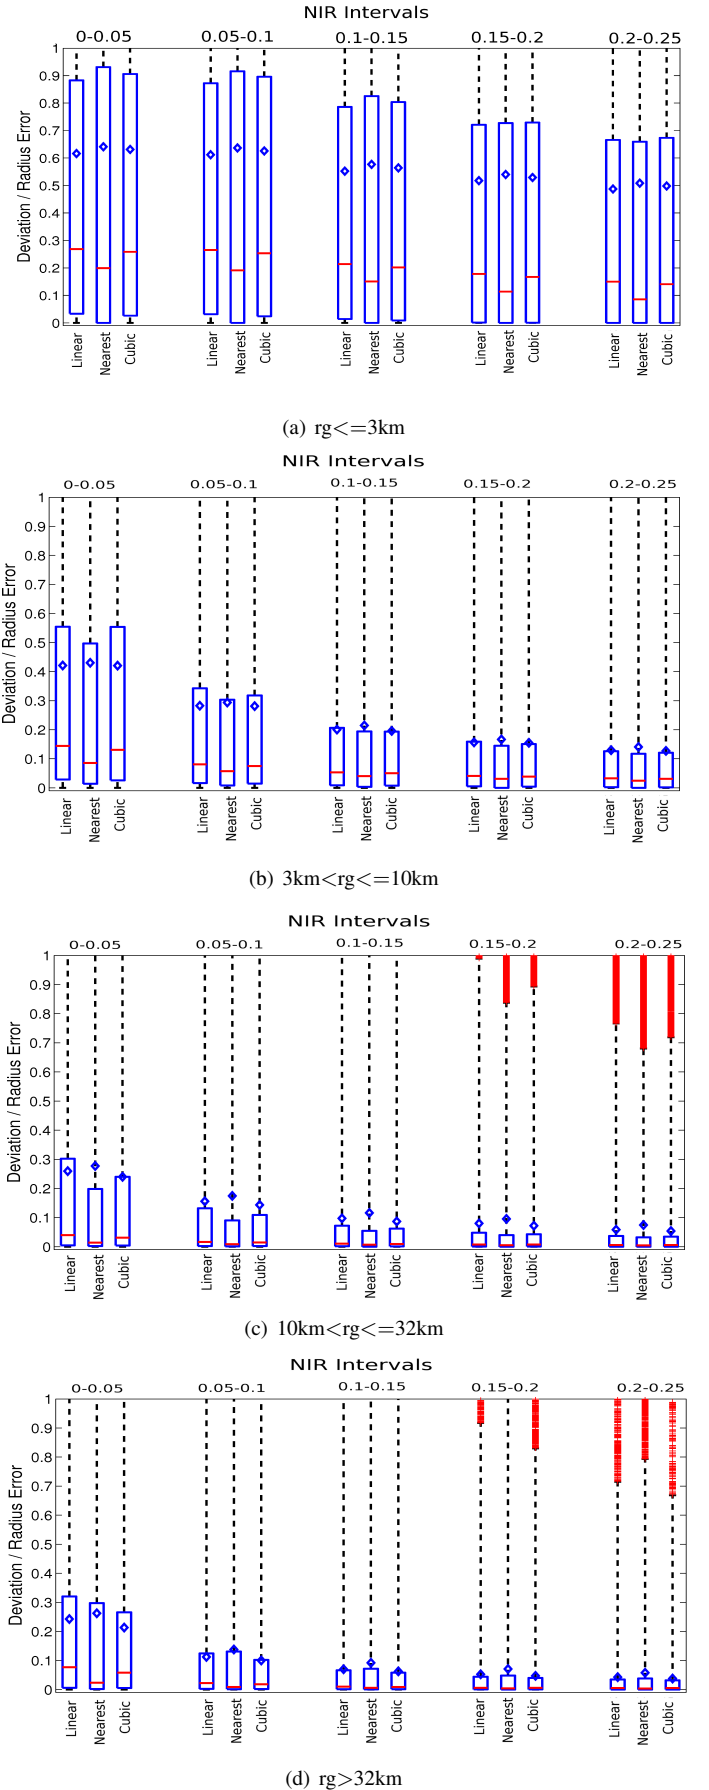 NIR Intervals
0-0.05 0.05-0.1 0.1-0.15 0.15-0.2 0.2-0.25
Deviation / Radius Error
1
0.9
0.8
0.7
0.6
0.5
0.4
0.3
0.2
0.1
0
Linear Nearest Cubic Linear Nearest Cubic Linear Nearest Cubic Linear Nearest Cubic Linear Nearest Cubic
(a) rg<=3km
NIR Intervals
0-0.05 0.05-0.1 0.1-0.15 0.15-0.2 0.2-0.25
Deviation / Radius Error
1
0.9
0.8
0.7
0.6
0.5
0.4
0.3
0.2
0.1
0
Linear Nearest Cubic Linear Nearest Cubic Linear Nearest Cubic Linear Nearest Cubic Linear Nearest Cubic
(b) 3km<rg<=10km
NIR Intervals
0-0.05 0.05-0.1 0.1-0.15 0.15-0.2 0.2-0.25
Deviation / Radius Error
1
0.9
0.8
0.7
0.6
0.5
0.4
0.3
0.2
0.1
0
Linear Nearest Cubic Linear Nearest Cubic Linear Nearest Cubic Linear Nearest Cubic Linear Nearest Cubic
(c) 10km<rg<=32km
NIR Intervals
0-0.05 0.05-0.1 0.1-0.15 0.15-0.2 0.2-0.25
Deviation / Radius Error
1
0.9
0.8
0.7
0.6
0.5
0.4
0.3
0.2
0.1
0
Linear Nearest Cubic Linear Nearest Cubic Linear Nearest Cubic Linear Nearest Cubic Linear Nearest Cubic
(d) rg>32km